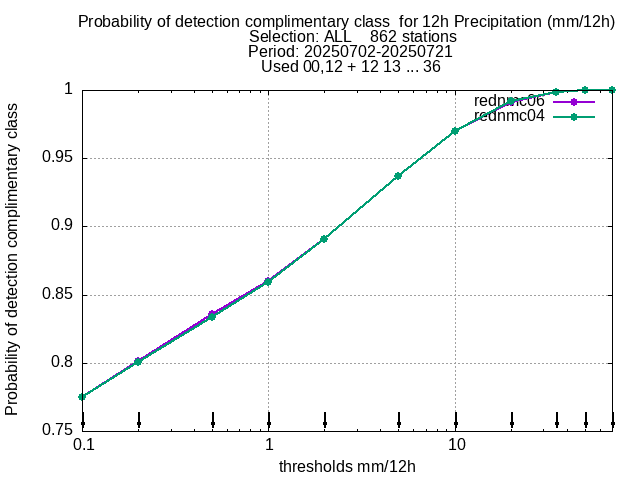 Probability of detection complimentary class  for 12h Precipitation (mm/12h)
Selection: ALL    862 stations
Period: 20250702-20250721
Used 00,12 + 12 13 ... 36
1
0.95
0.9
0.85
0.8
0.75
Probability of detection complimentary class
rednmc06
rednmc04
0.1
1
10
thresholds mm/12h